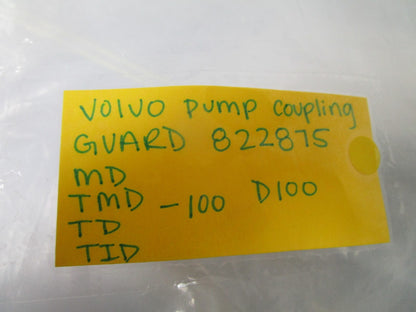 VOLVO pump coupling
GUARD 822875
MD
TMD -100 D100
TD
TID